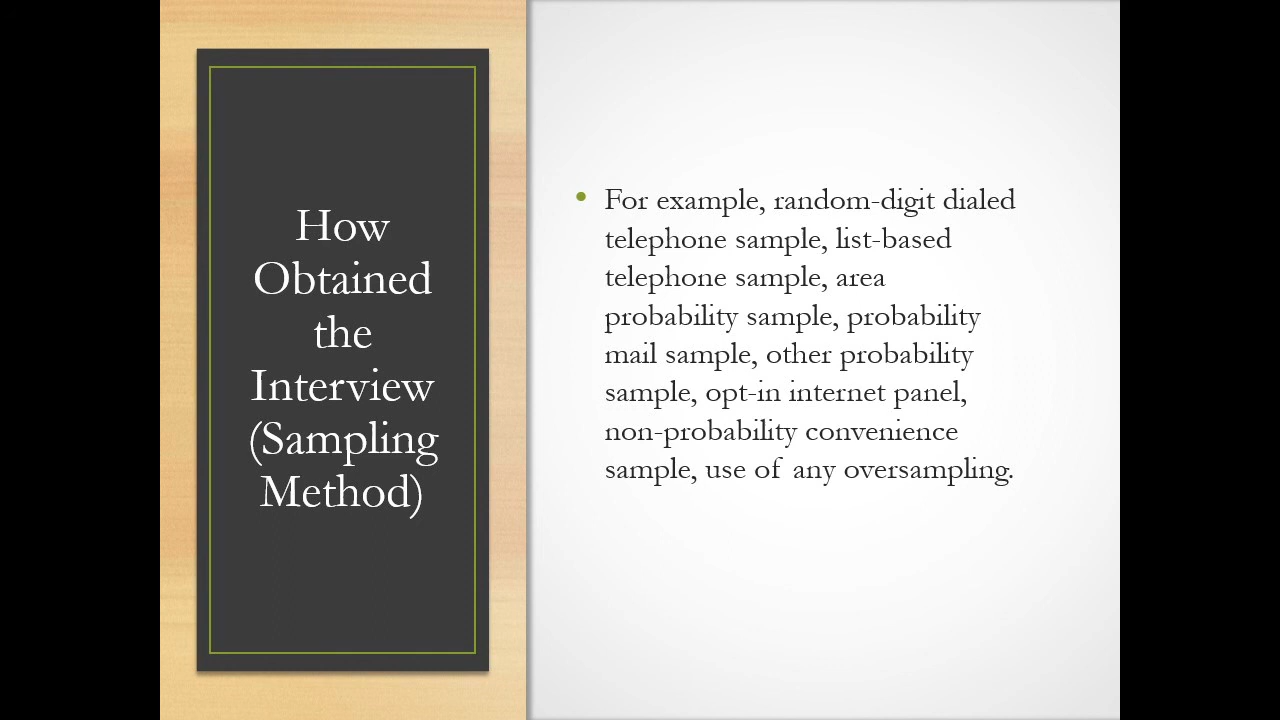 How
Obtained
the
Interview
(Sampling
Method)
• For example, random-digit dialed
telephone sample, list-based
telephone sample, area
probability sample, probability
mail sample, other probability
sample, opt-in internet panel,
non-probability convenience
sample, use of any oversampling.